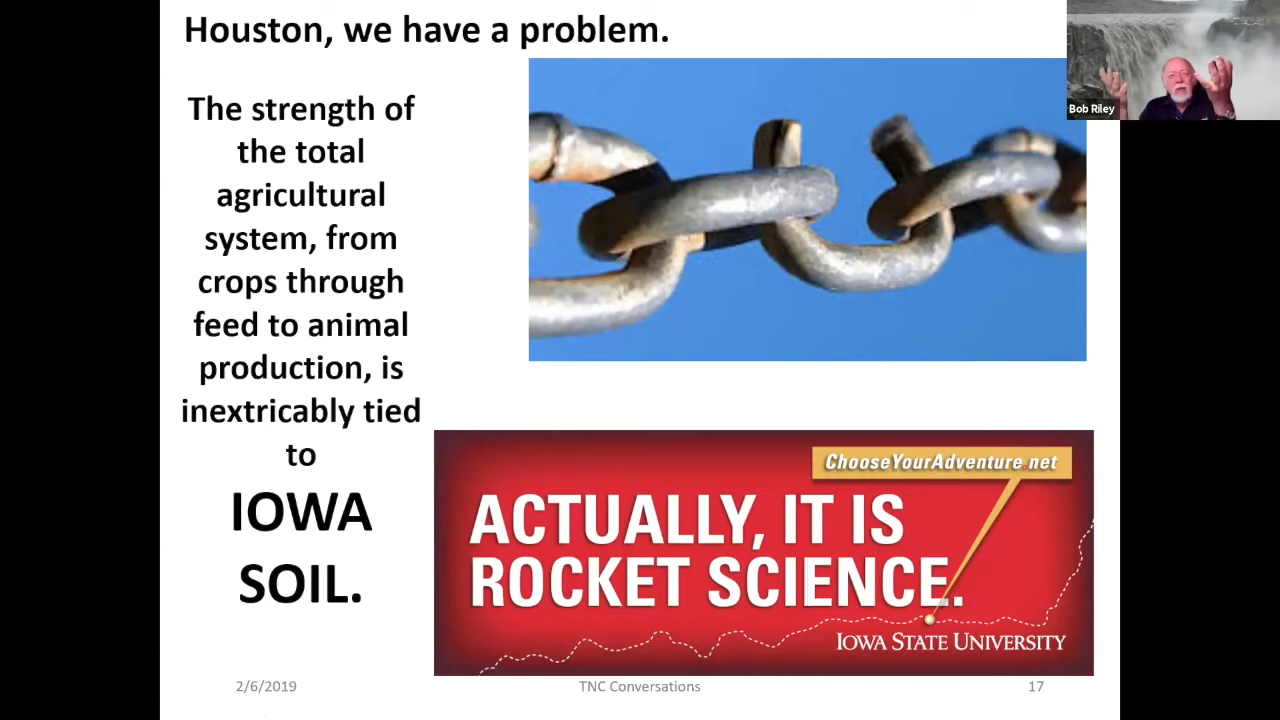 Houston, we have a problem.
Bob Riley
The strength of
the total
agricultural
system, from
crops through
feed to animal
production, is
inextricably tied
to
IOWA
SOIL.
ChooseYourAdventure.net
ACTUALLY, IT IS
ROCKET SCIENCE.
IOWA STATE UNIVERSITY
2/6/2019
TNC Conversations
17